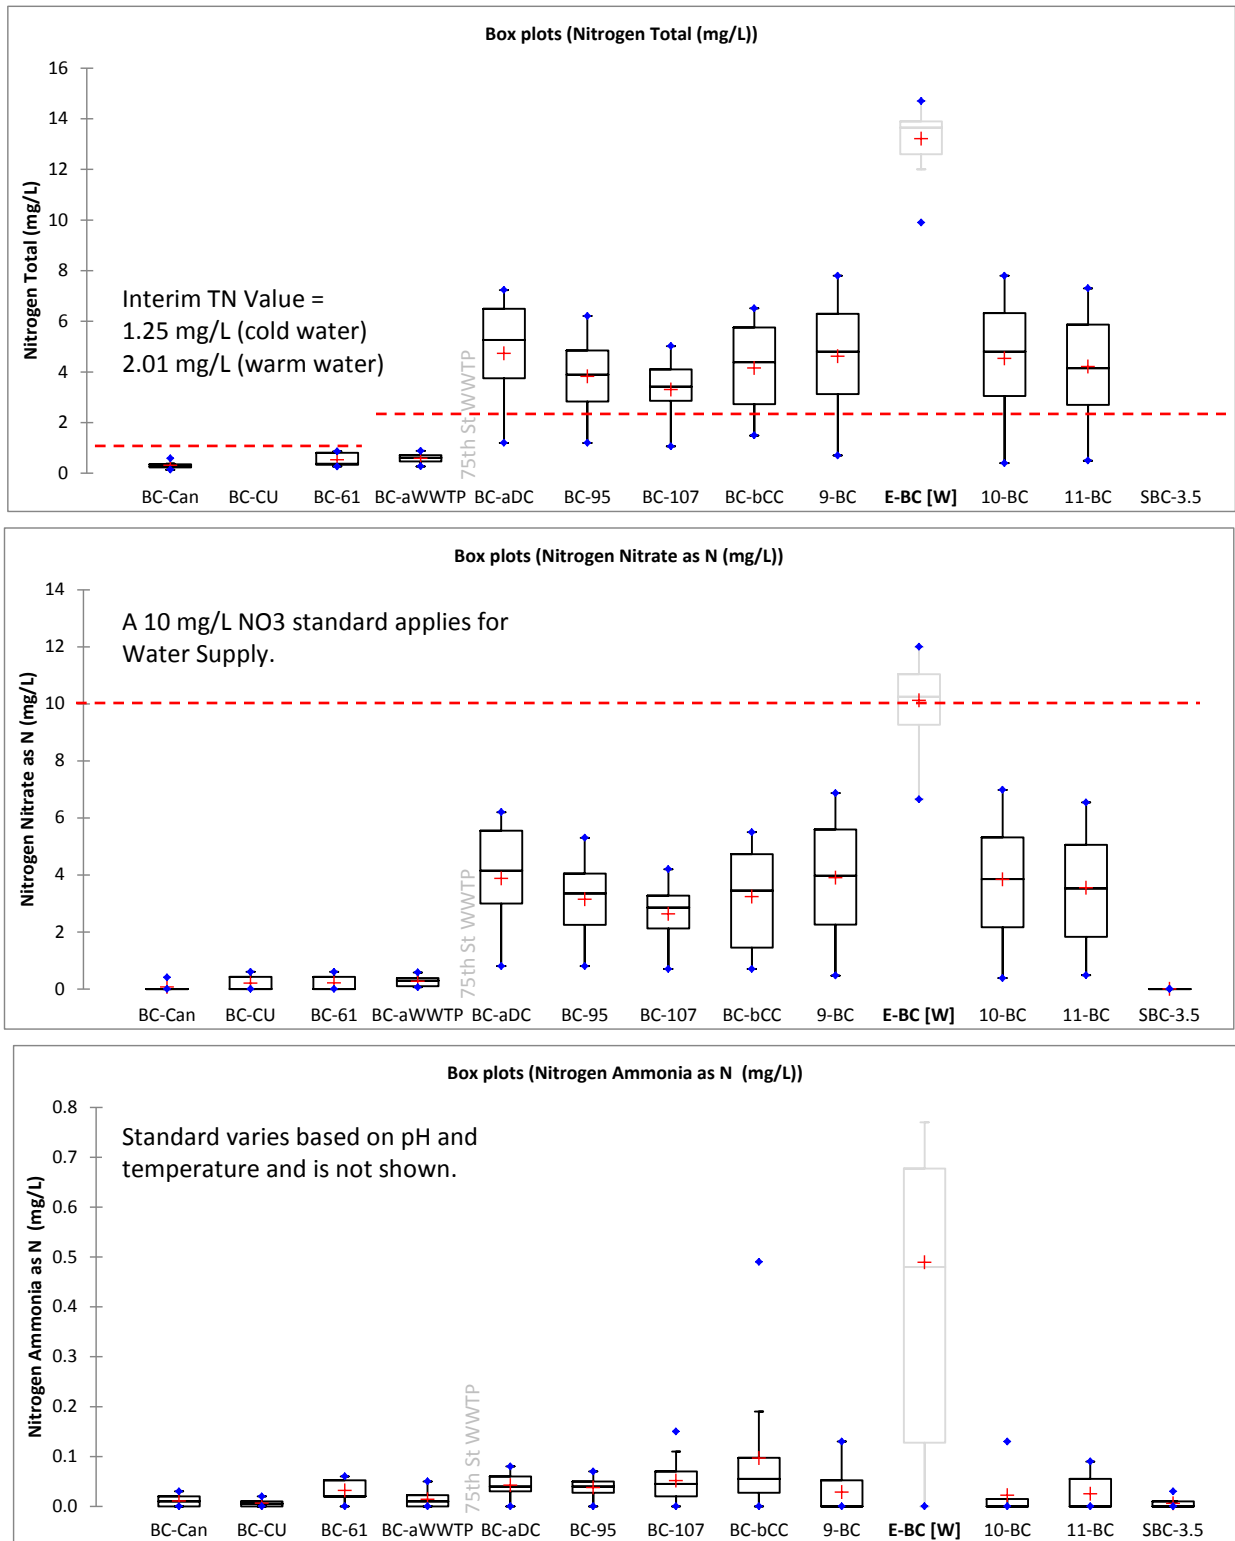 Box plots (Nitrogen Total (mg/L))
Nitrogen Total (mg/L)
16
14
12
10
8
6
4
2
0
Interim TN Value =
1.25 mg/L (cold water)
2.01 mg/L (warm water)
75th St WWTP
BC-Can BC-CU BC-61 BC-aWWTP BC-aDC BC-95 BC-107 BC-bCC 9-BC E-BC [W] 10-BC 11-BC SBC-3.5
Box plots (Nitrogen Nitrate as N (mg/L))
Nitrogen Nitrate as N (mg/L)
14
12
10
8
6
4
2
0
A 10 mg/L NO3 standard applies for
Water Supply.
75th St WWTP
BC-Can BC-CU BC-61 BC-aWWTP BC-aDC BC-95 BC-107 BC-bCC 9-BC E-BC [W] 10-BC 11-BC SBC-3.5
Box plots (Nitrogen Ammonia as N (mg/L))
Nitrogen Ammonia as N (mg/L)
0.8
0.7
0.6
0.5
0.4
0.3
0.2
0.1
0.0
Standard varies based on pH and
temperature and is not shown.
75th St WWTP
BC-Can BC-CU BC-61 BC-aWWTP BC-aDC BC-95 BC-107 BC-bCC 9-BC E-BC [W] 10-BC 11-BC SBC-3.5